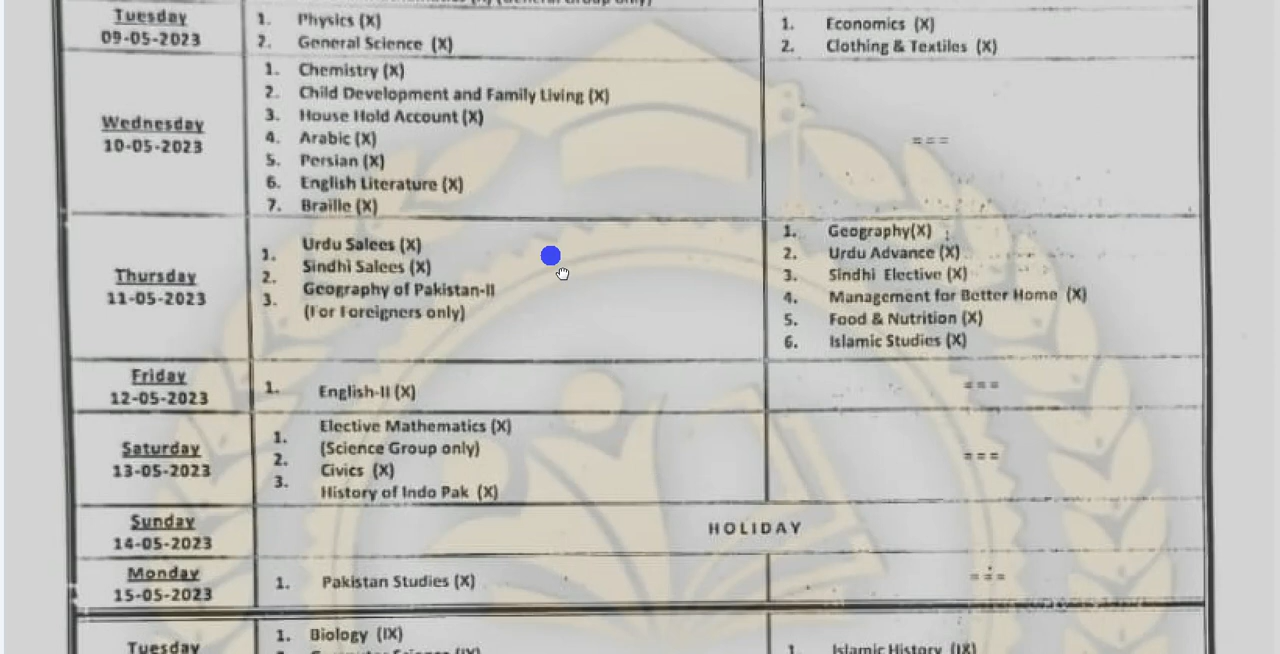 Tuesday
09-05-2023
1. Physics (X)
2. General Science (X)
1. Economics (X)
2. Clothing & Textiles (X)
Wednesday
10-05-2023
1. Chemistry (X)
2. Child Development and Family Living (X)
3. House Hold Account (X)
4. Arabic (X)
5. Persian (X)
6. English Literature (X)
7. Braille (X)
===
Thursday
11-05-2023
1. Urdu Salees (X)
2. Sindhi Salees (X)
3. Geography of Pakistan-II
(For Foreigners only)
1. Geography(X)
2. Urdu Advance (X)
3. Sindhi Elective (X)
4. Management for Better Home (X)
5. Food & Nutrition (X)
6. Islamic Studies (X)
Friday
12-05-2023
1. English-II (X)
===
Saturday
13-05-2023
1. Elective Mathematics (X)
(Science Group only)
2. Civics (X)
3. History of Indo Pak (X)
===
Sunday
14-05-2023
HOLIDAY
Monday
15-05-2023
1. Pakistan Studies (X)
===
Tuesday
1. Biology (IX)
1. Islamic History (IX)